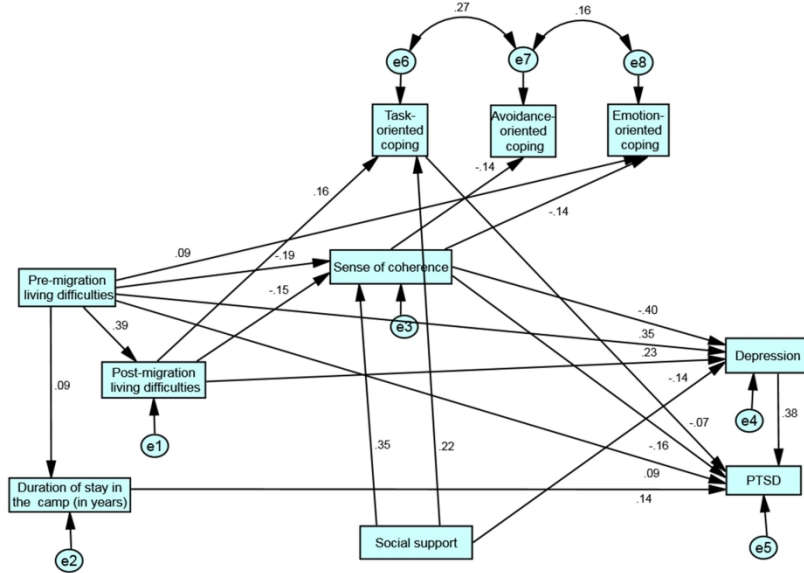 .27
.16
e6
e7
e8
Task-
oriented
coping
Avoidance-
oriented
coping
Emotion-
oriented
coping
-.14
.16
-.14
.09
-.19
Sense of coherence
Pre-migration
living difficulties
-.15
.39
e3
-.40
.35
.23
Depression
Post-migration
living difficulties
-.14
.09
e1
e4
.38
-.07
.35
.22
-.16
.09
PTSD
Duration of stay in
the camp (in years)
.14
Social support
e2
e5